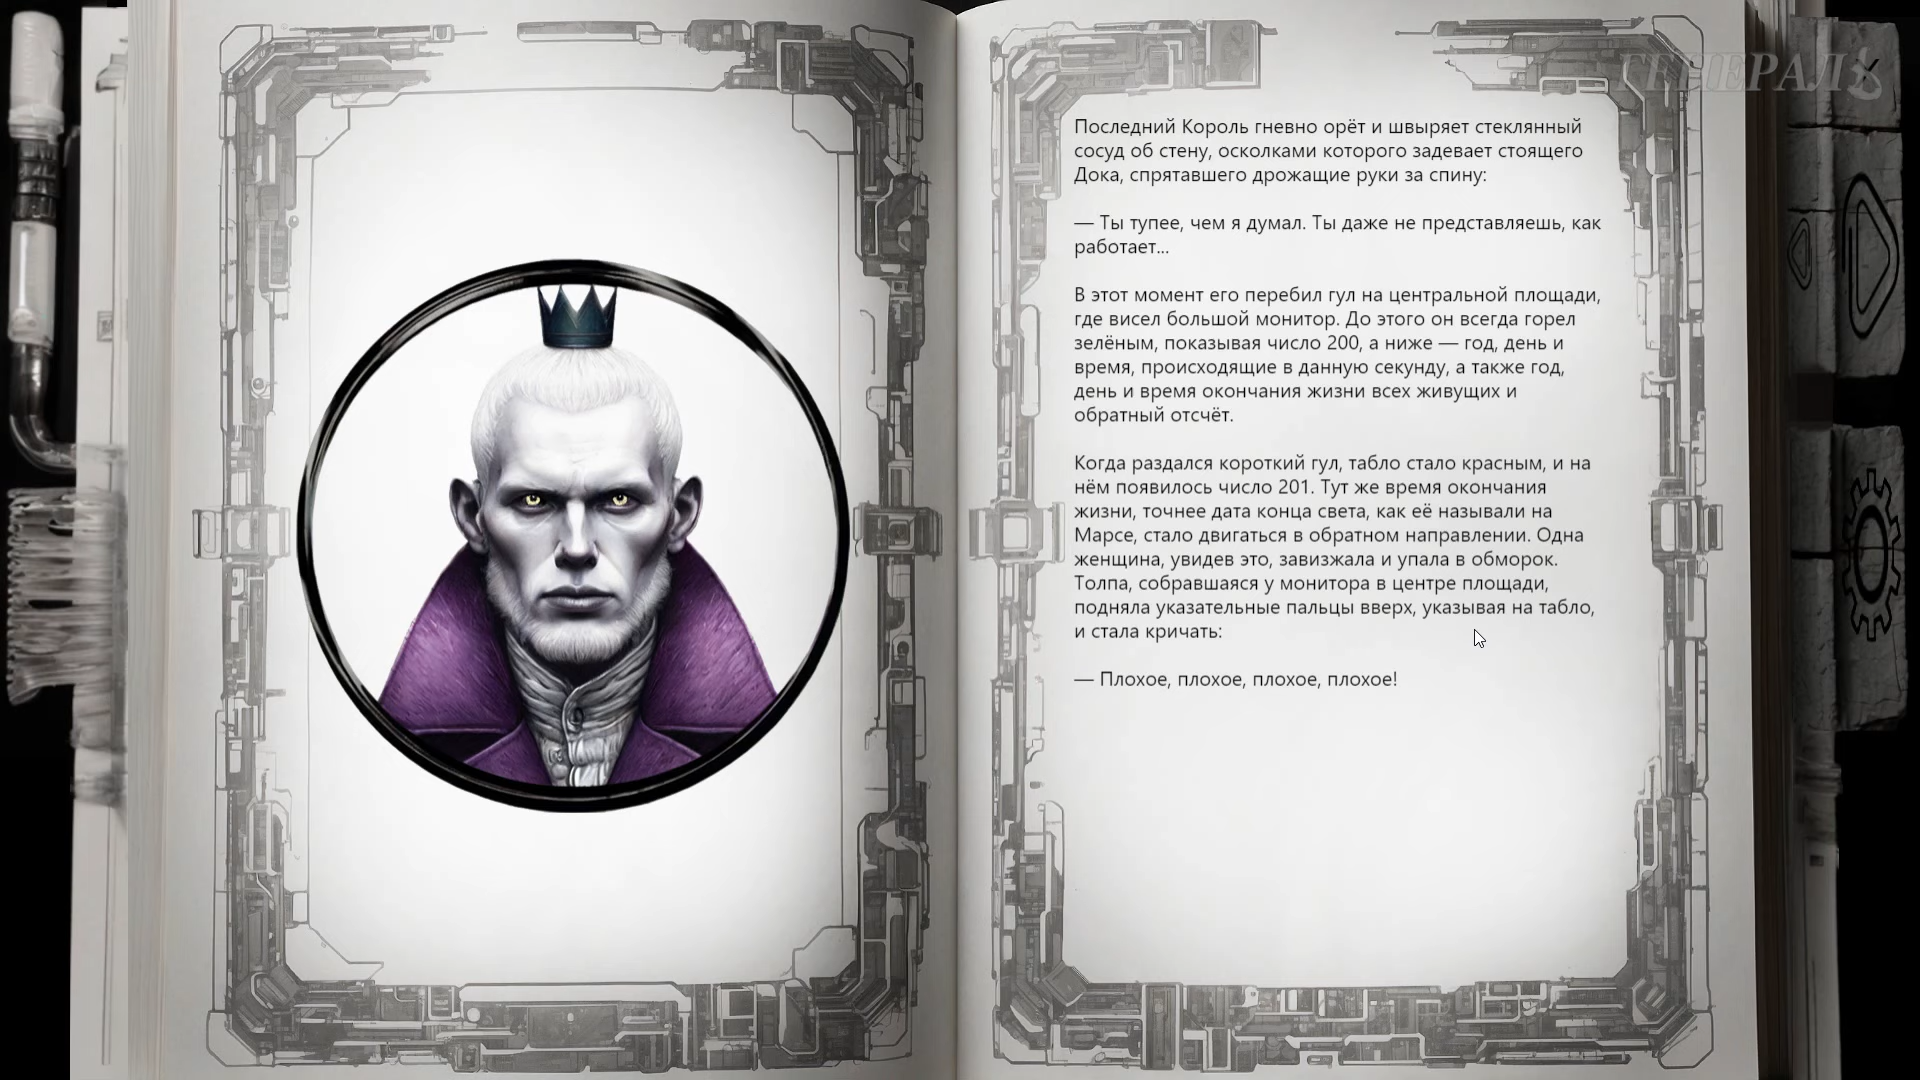 ГЕНЕРАЛ
Последний Король гневно орёт и швыряет стеклянный
сосуд об стену, осколками которого задевает стоящего
Дока, спрятавшего дрожащие руки за спину:
— Ты тупее, чем я думал. Ты даже не представляешь, как
работает...
В этот момент его перебил гул на центральной площади,
где висел большой монитор. До этого он всегда горел
зелёным, показывая число 200, а ниже — год, день и
время, происходящие в данную секунду, а также год,
день и время окончания жизни всех живущих и
обратный отсчёт.
Когда раздался короткий гул, табло стало красным, и на
нём появилось число 201. Тут же время окончания
жизни, точнее дата конца света, как её называли на
Марсе, стало двигаться в обратном направлении. Одна
женщина, увидев это, завизжала и упала в обморок.
Толпа, собравшаяся у монитора в центре площади,
подняла указательные пальцы вверх, указывая на табло,
и стала кричать:
— Плохое, плохое, плохое, плохое!